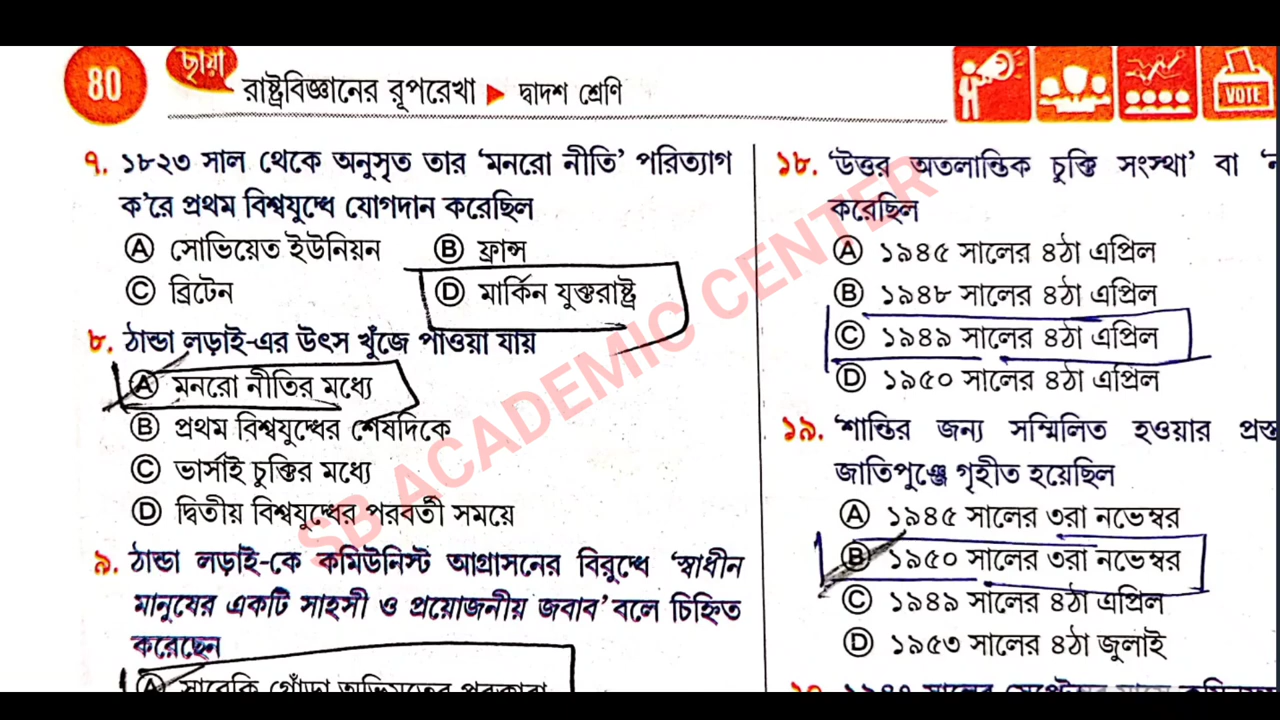 80
ছায়া
রাষ্ট্রবিজ্ঞানের রূপরেখা ▶ দ্বাদশ শ্রেণি
VOTE
৭. ১৮২৩ সাল থেকে অনুসৃত তার ‘মনরো নীতি’ পরিত্যাগ
ক’রে প্রথম বিশ্বযুদ্ধে যোগদান করেছিল
Ⓐ সোভিয়েত ইউনিয়ন Ⓑ ফ্রান্স
Ⓒ ব্রিটেন Ⓓ মার্কিন যুক্তরাষ্ট্র
৮. ঠান্ডা লড়াই-এর উৎস খুঁজে পাওয়া যায়
Ⓐ মনরো নীতির মধ্যে
Ⓑ প্রথম বিশ্বযুদ্ধের শেষদিকে
Ⓒ ভার্সাই চুক্তির মধ্যে
Ⓓ দ্বিতীয় বিশ্বযুদ্ধের পরবর্তী সময়ে
৯. ঠান্ডা লড়াই-কে কমিউনিস্ট আগ্রাসনের বিরুদ্ধে ‘স্বাধীন
মানুষের একটি সাহসী ও প্রয়োজনীয় জবাব’ বলে চিহ্নিত
করেছেন
Ⓐ সাবেকি গোঁড়া অভিমতের প্রবক্তারা
১৮. ‘উত্তর অতলান্তিক চুক্তি সংস্থা’ বা
করেছিল
Ⓐ ১৯৪৫ সালের ৪ঠা এপ্রিল
Ⓑ ১৯৪৮ সালের ৪ঠা এপ্রিল
Ⓒ ১৯৪৯ সালের ৪ঠা এপ্রিল
Ⓓ ১৯৫০ সালের ৪ঠা এপ্রিল
১৯. ‘শান্তির জন্য সম্মিলিত হওয়ার
জাতিপুঞ্জে গৃহীত হয়েছিল
Ⓐ ১৯৪৫ সালের ৩রা নভেম্বর
Ⓑ ১৯৫০ সালের ৩রা নভেম্বর
Ⓒ ১৯৪৯ সালের ৪ঠা এপ্রিল
Ⓓ ১৯৫৩ সালের ৪ঠা জুলাই
SB ACADEMIC CENTER